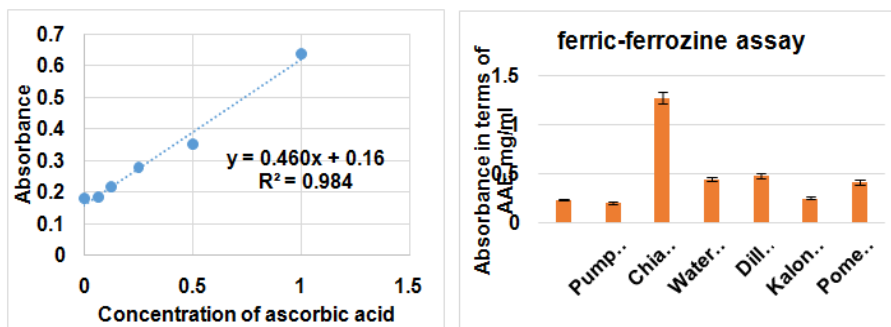 0.7
0.6
0.5
0.4
0.3
0.2
0.1
0
Absorbance
y = 0.460x + 0.16
R² = 0.984
0 0.5 1 1.5
Concentration of ascorbic acid
ferric-ferrozine assay
Absorbance in terms of
AAE mg/ml
1.5
1
0.5
0
Pump..
Chia..
Water..
Dill..
Kalon..
Pome..